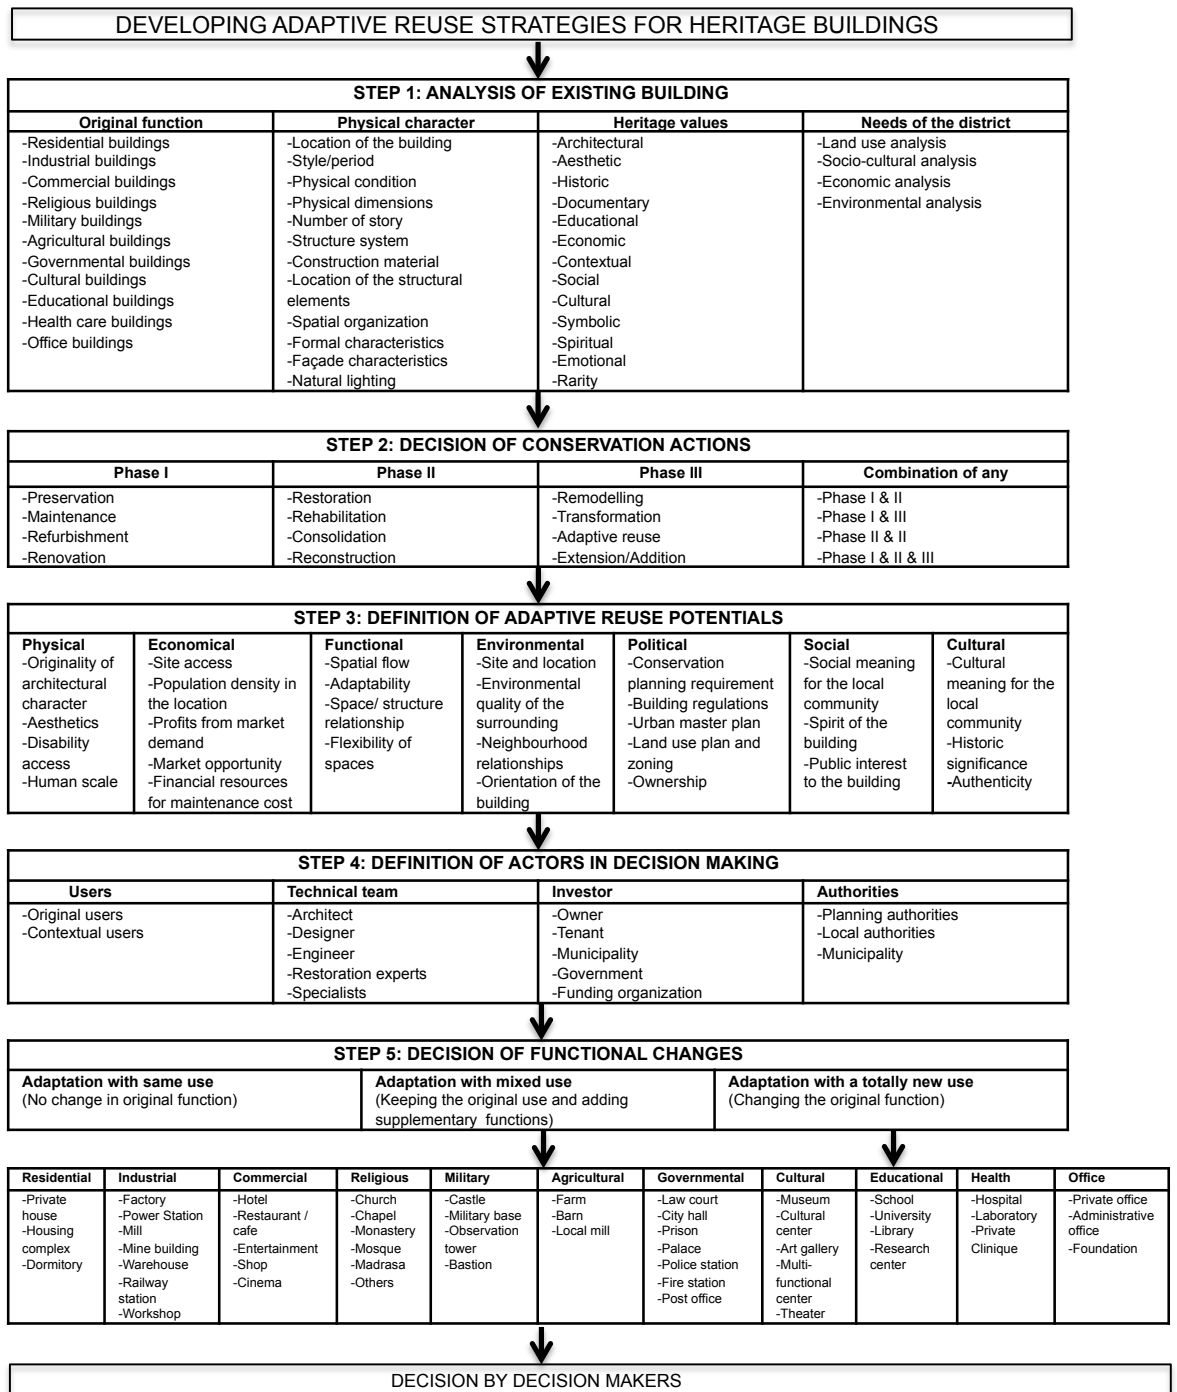 DEVELOPING ADAPTIVE REUSE STRATEGIES FOR HERITAGE BUILDINGS
STEP 1: ANALYSIS OF EXISTING BUILDING
Original function
-Residential buildings
-Industrial buildings
-Commercial buildings
-Religious buildings
-Military buildings
-Agricultural buildings
-Governmental buildings
-Cultural buildings
-Educational buildings
-Health care buildings
-Office buildings
Physical character
-Location of the building
-Style/period
-Physical condition
-Physical dimensions
-Number of story
-Structure system
-Construction material
-Location of the structural
elements
-Spatial organization
-Formal characteristics
-Façade characteristics
-Natural lighting
Heritage values
-Architectural
-Aesthetic
-Historic
-Documentary
-Educational
-Economic
-Contextual
-Social
-Cultural
-Symbolic
-Spiritual
-Emotional
-Rarity
Needs of the district
-Land use analysis
-Socio-cultural analysis
-Economic analysis
-Environmental analysis
STEP 2: DECISION OF CONSERVATION ACTIONS
Phase I
-Preservation
-Maintenance
-Refurbishment
-Renovation
Phase II
-Restoration
-Rehabilitation
-Consolidation
-Reconstruction
Phase III
-Remodelling
-Transformation
-Adaptive reuse
-Extension/Addition
Combination of any
-Phase I & II
-Phase I & III
-Phase II & II
-Phase I & II & III
STEP 3: DEFINITION OF ADAPTIVE REUSE POTENTIALS
Physical
-Originality of
architectural
character
-Aesthetics
-Disability
access
-Human scale
Economical
-Site access
-Population density in
the location
-Profits from market
demand
-Market opportunity
-Financial resources
for maintenance cost
Functional
-Spatial flow
-Adaptability
-Space/ structure
relationship
-Flexibility of
spaces
Environmental
-Site and location
-Environmental
quality of the
surrounding
-Neighbourhood
relationships
-Orientation of the
building
Political
-Conservation
planning requirement
-Building regulations
-Urban master plan
-Land use plan and
zoning
-Ownership
Social
-Social meaning
for the local
community
-Spirit of the
building
-Public interest
to the building
Cultural
-Cultural
meaning for the
local
community
-Historic
significance
-Authenticity
STEP 4: DEFINITION OF ACTORS IN DECISION MAKING
Users
-Original users
-Contextual users
Technical team
-Architect
-Designer
-Engineer
-Restoration experts
-Specialists
Investor
-Owner
-Tenant
-Municipality
-Government
-Funding organization
Authorities
-Planning authorities
-Local authorities
-Municipality
STEP 5: DECISION OF FUNCTIONAL CHANGES
Adaptation with same use
(No change in original function)
Adaptation with mixed use
(Keeping the original use and adding
supplementary functions)
Adaptation with a totally new use
(Changing the original function)
Residential
-Private
house
-Housing
complex
-Dormitory
Industrial
-Factory
-Power Station
-Mill
-Mine building
-Warehouse
-Railway
station
-Workshop
Commercial
-Hotel
-Restaurant /
cafe
-Entertainment
-Shop
-Cinema
Religious
-Church
-Chapel
-Monastery
-Mosque
-Madrasa
-Others
Military
-Castle
-Military base
-Observation
tower
-Bastion
Agricultural
-Farm
-Barn
-Local mill
Governmental
-Law court
-City hall
-Prison
-Palace
-Police station
-Fire station
-Post office
Cultural
-Museum
-Cultural
center
-Art gallery
-Multi-
functional
center
-Theater
Educational
-School
-University
-Library
-Research
center
Health
-Hospital
-Laboratory
-Private
Clinique
Office
-Private office
-Administrative
office
-Foundation
DECISION BY DECISION MAKERS